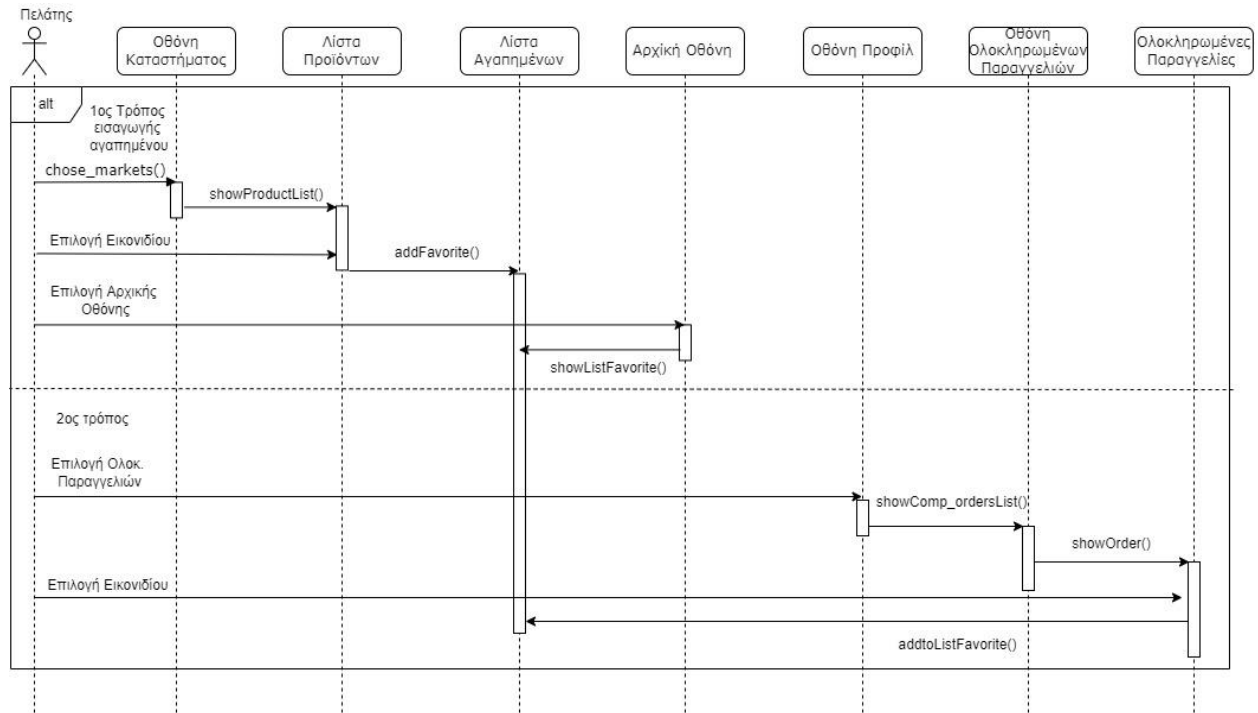 Πελάτης
Οθόνη
Καταστήματος
Λίστα
Προϊόντων
Λίστα
Αγαπημένων
Αρχίκή Οθόνη
Οθόνη Προφίλ
Οθόνη
Ολοκληρωμένων
Παραγγελιών
Ολοκληρωμένες
Παραγγελίες
alt
1ος Τρόπος
εισαγωγής
αγαπημένου
chose_markets()
showProductList()
Επιλογή Εικονιδίου
addFavorite()
Επιλογή Αρχικής
Οθόνης
showListFavorite()
2ος τρόπος
Επιλογή Ολοκ.
Παραγγελιών
showComp_ordersList()
showOrder()
Επιλογή Εικονιδίου
addtoListFavorite()